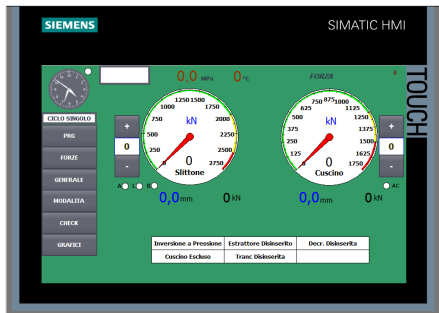 SIEMENS
SIMATIC HMI
TOUCH
0,0 MPa
0 °C
FORZA
8
CICLO SINGOLO
PRG
FORZE
GENERALE
MODALITA
CHECK
GRAFICI
+
0
-
0
250
500
750
1000
1250
1500
1750
2000
2250
2500
2750
kN
0
Slittone
A
I
B
0,0 mm
0 kN
0
125
250
375
500
625
750
875
1000
1125
1250
1375
1500
1625
1750
kN
0
Cuscino
+
0
-
AC
0,0 mm
0 kN
Inversione a Pressione
Estrattore Disinserito
Decr. Disinserita
Cuscino Escluso
Tranc Disinserita